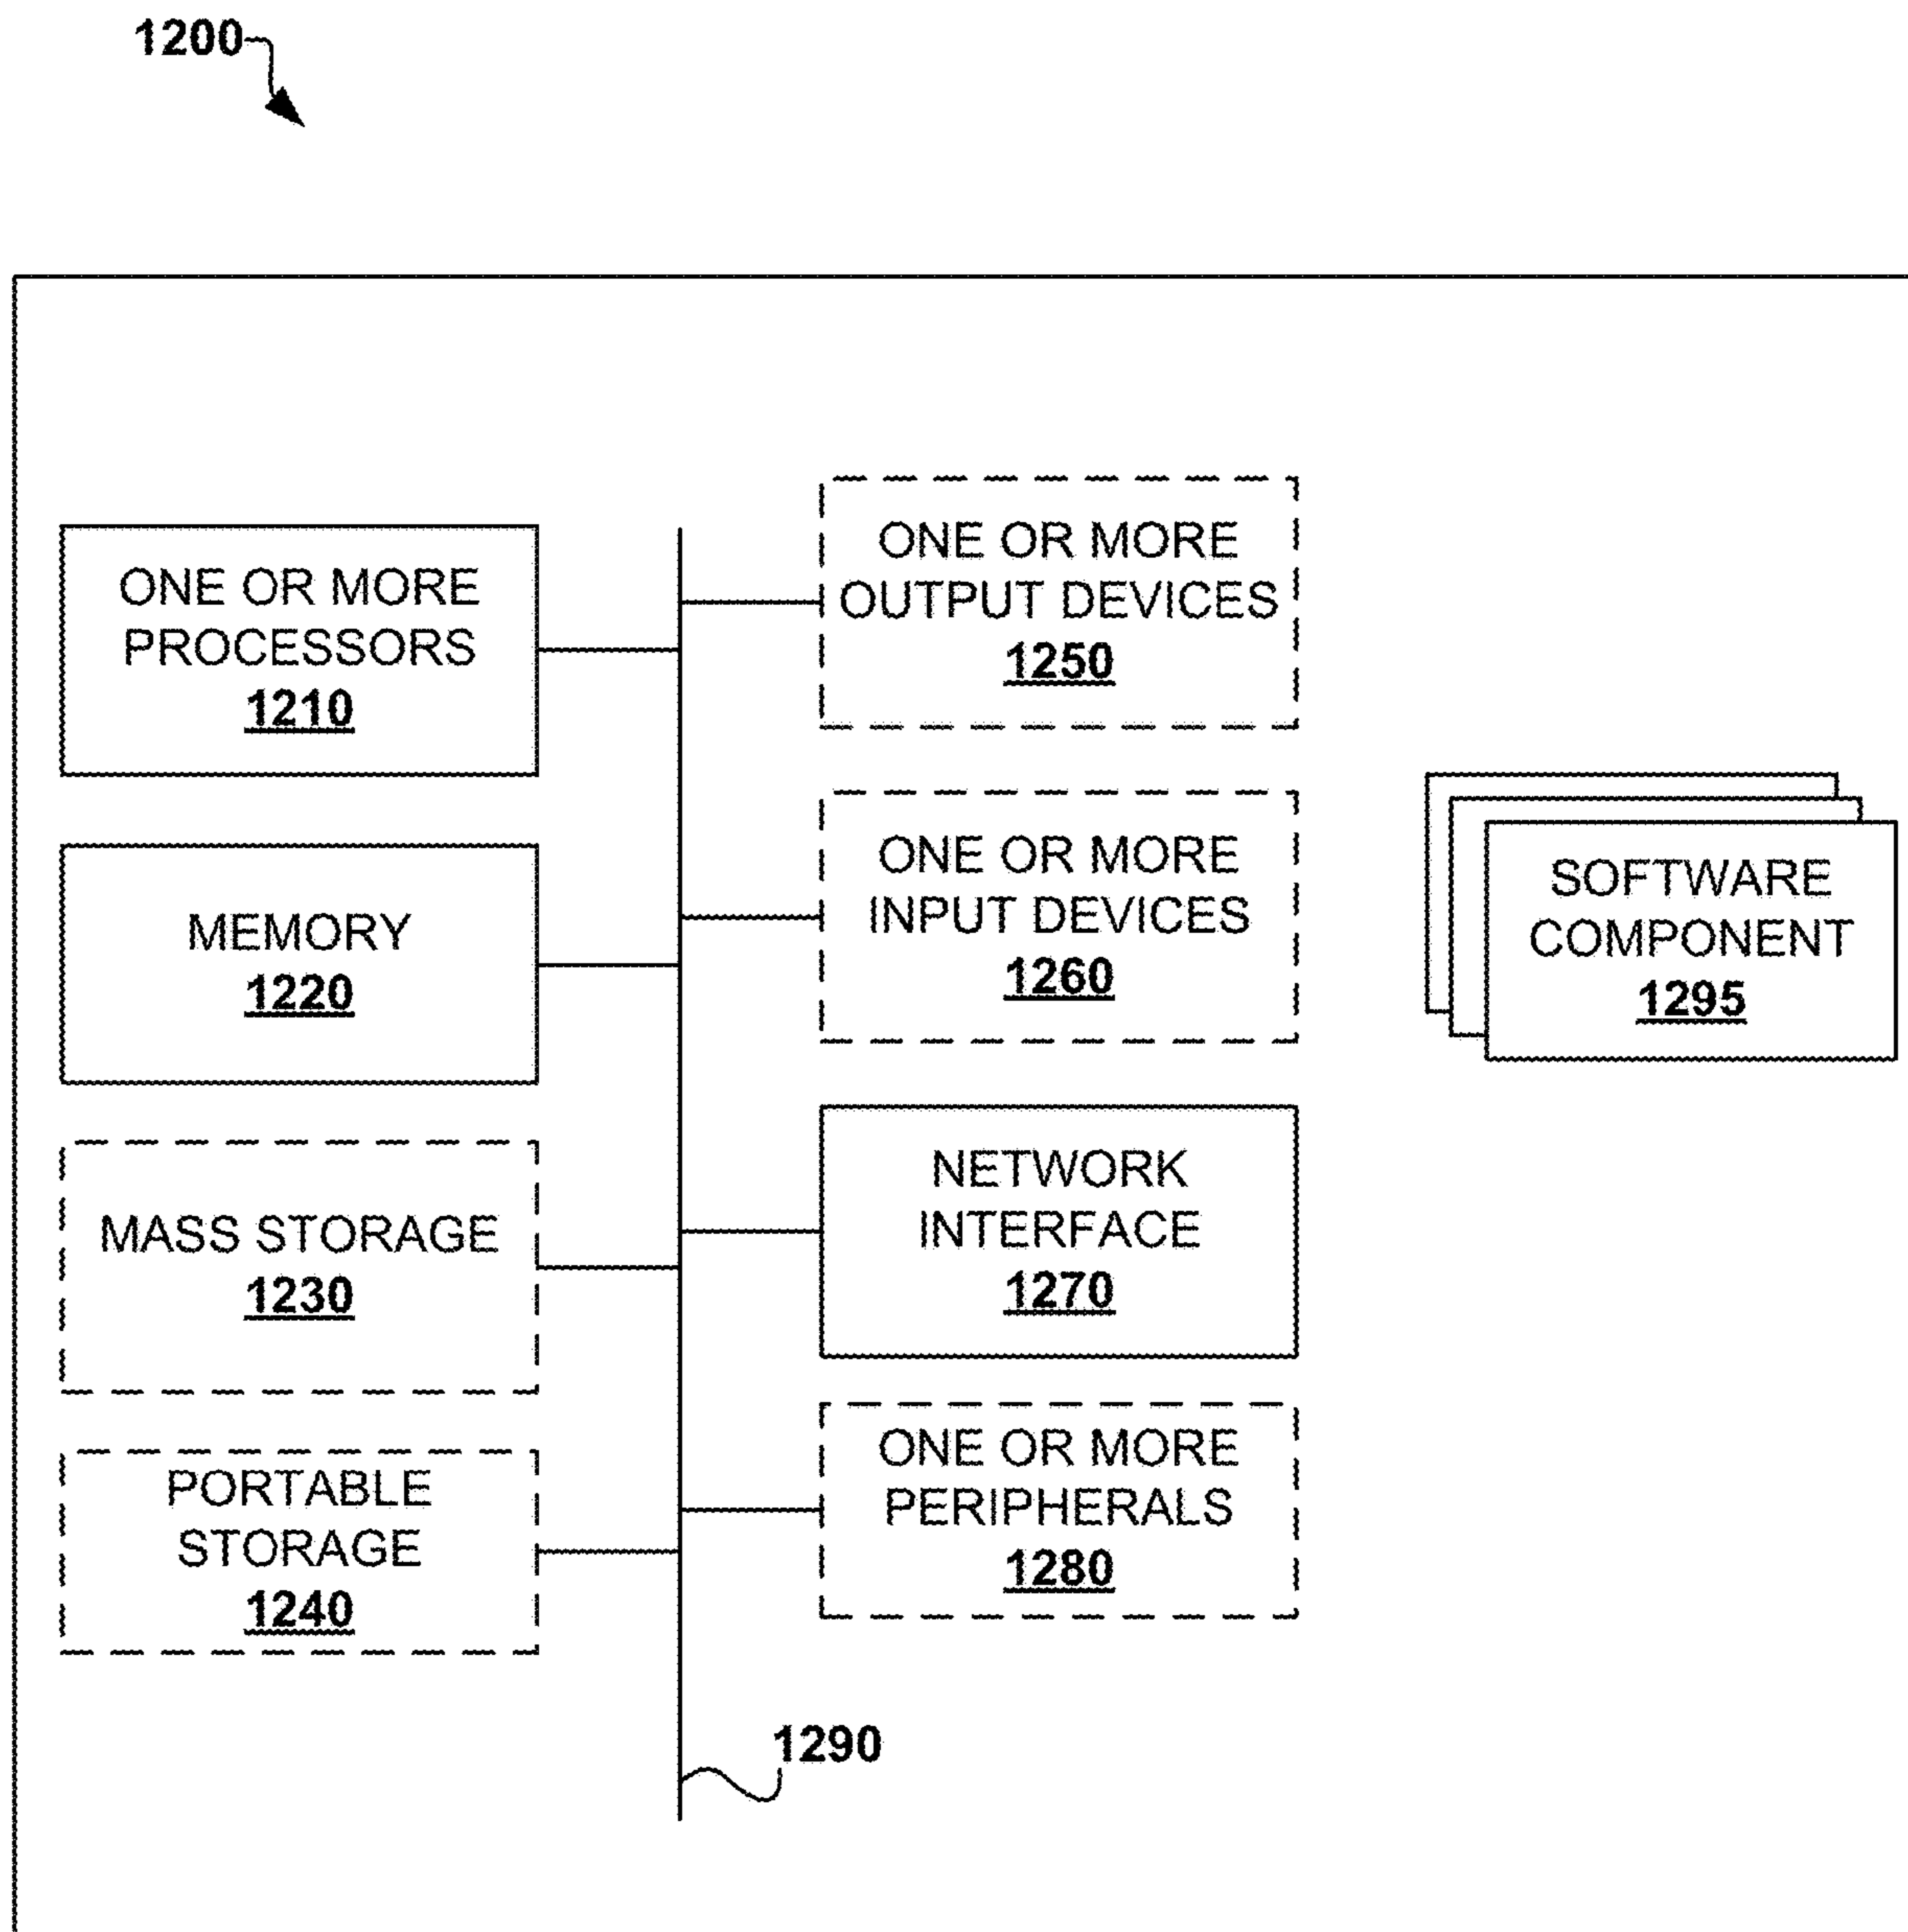 1200
ONE OR MORE
PROCESSORS
1210
MEMORY
1220
MASS STORAGE
1230
PORTABLE
STORAGE
1240
ONE OR MORE
OUTPUT DEVICES
1250
ONE OR MORE
INPUT DEVICES
1260
NETWORK
INTERFACE
1270
ONE OR MORE
PERIPHERALS
1280
1290
SOFTWARE
COMPONENT
1295